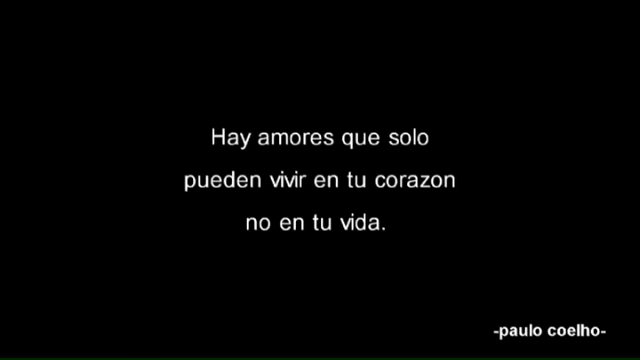 Hay amores que solo
pueden vivir en tu corazon
no en tu vida.
-paulo coelho-